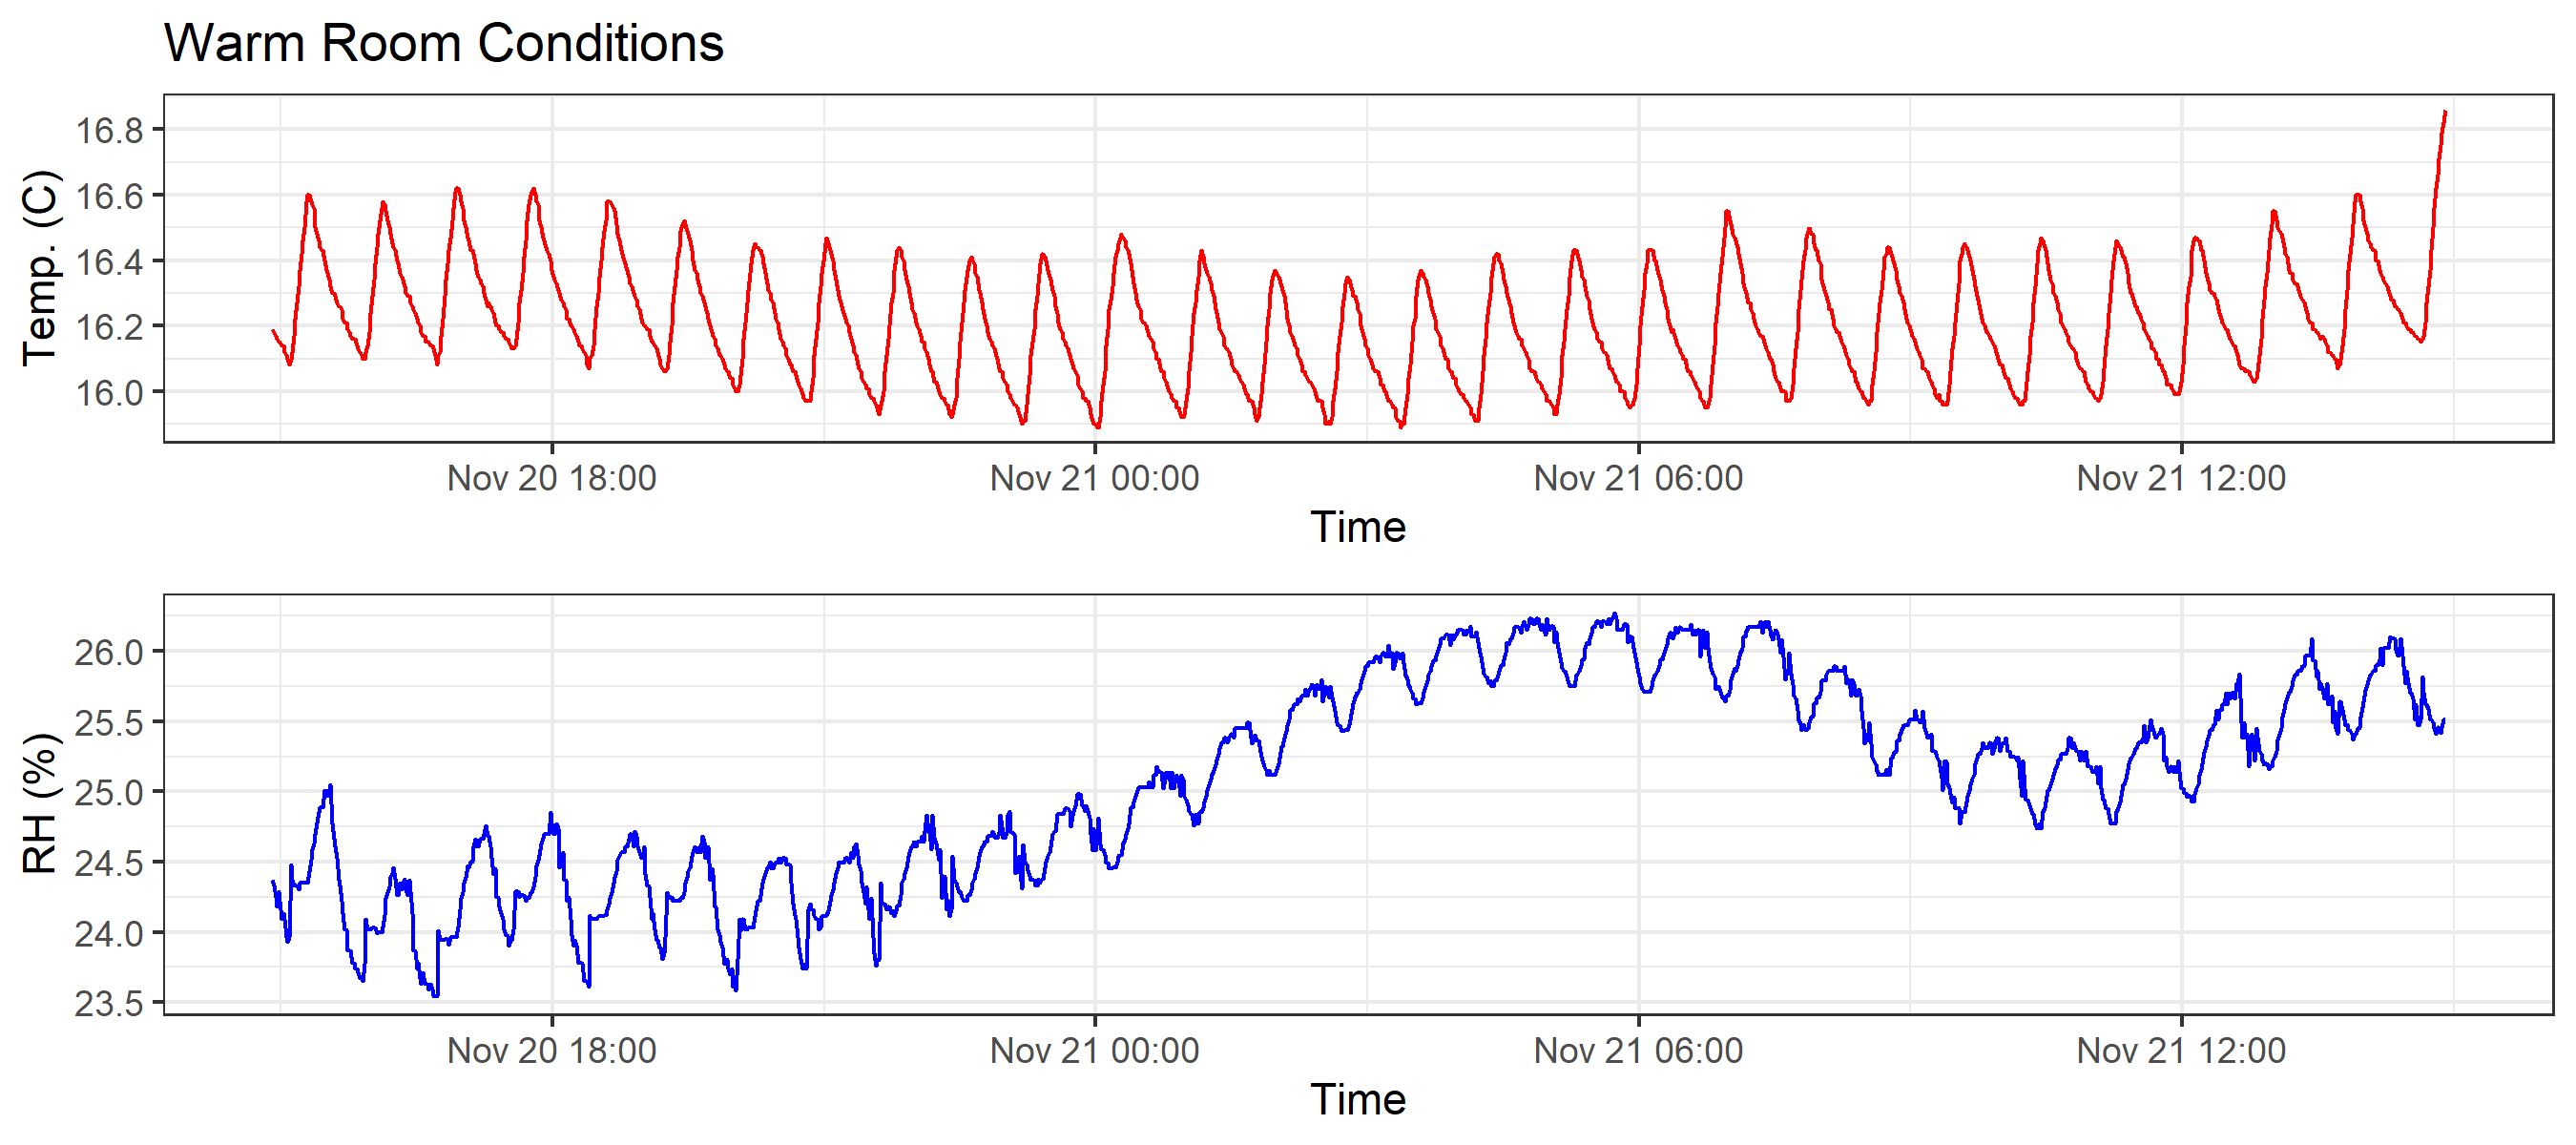 Warm Room Conditions
Temp. (C)
16.8
16.6
16.4
16.2
16.0
Nov 20 18:00 Nov 21 00:00 Nov 21 06:00 Nov 21 12:00
Time
RH (%)
26.0
25.5
25.0
24.5
24.0
23.5
Nov 20 18:00 Nov 21 00:00 Nov 21 06:00 Nov 21 12:00
Time